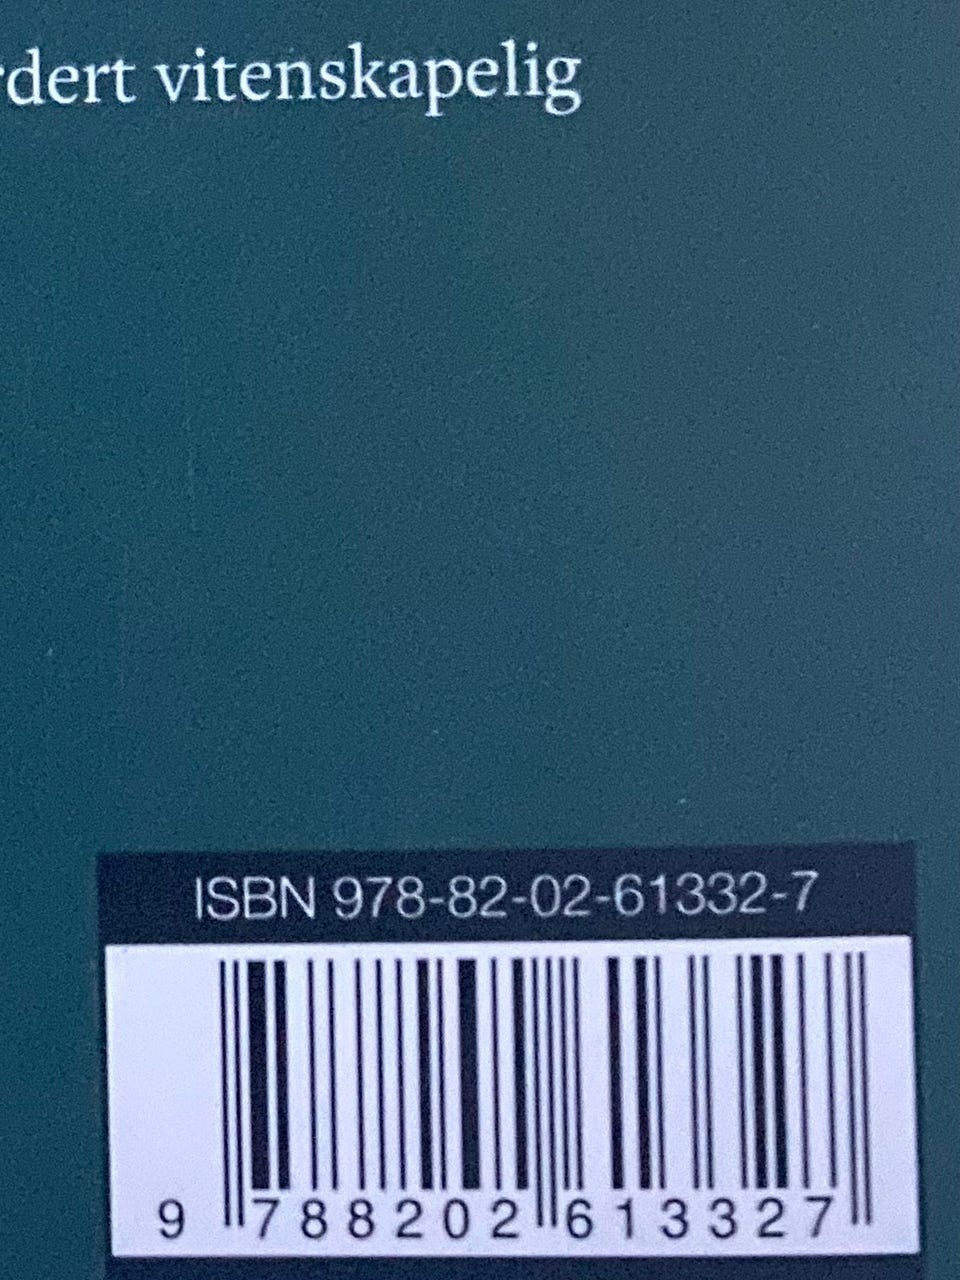 rdert vitenskapelig
ISBN 978-82-02-61332-7
9 788202 613327